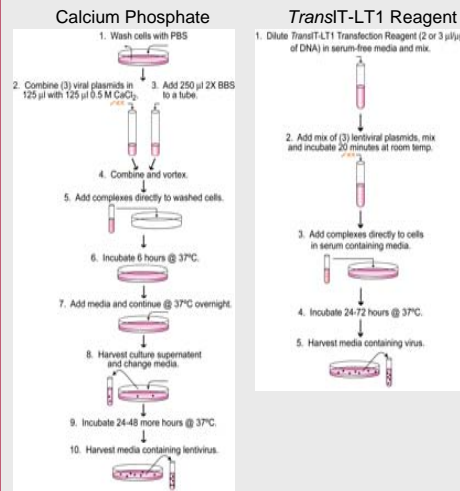 Calcium Phosphate
1. Wash cells with PBS
2. Combine (3) viral plasmids in
125 µl with 125 µl 0.5 M CaCl₂.
3. Add 250 µl 2X BBS
to a tube.
4. Combine and vortex.
5. Add complexes directly to washed cells.
6. Incubate 6 hours @ 37ºC.
7. Add media and continue @ 37ºC overnight.
8. Harvest culture supernatent
and change media.
9. Incubate 24-48 more hours @ 37ºC.
10. Harvest media containing lentivirus.
TransIT-LT1 Reagent
1. Dilute TransIT-LT1 Transfection Reagent (2 or 3 µl/µ
of DNA) in serum-free media and mix.
2. Add mix of (3) lentiviral plasmids, mix
and incubate 20 minutes at room temp.
3. Add complexes directly to cells
in serum containing media.
4. Incubate 24-72 hours @ 37ºC.
5. Harvest media containing virus.